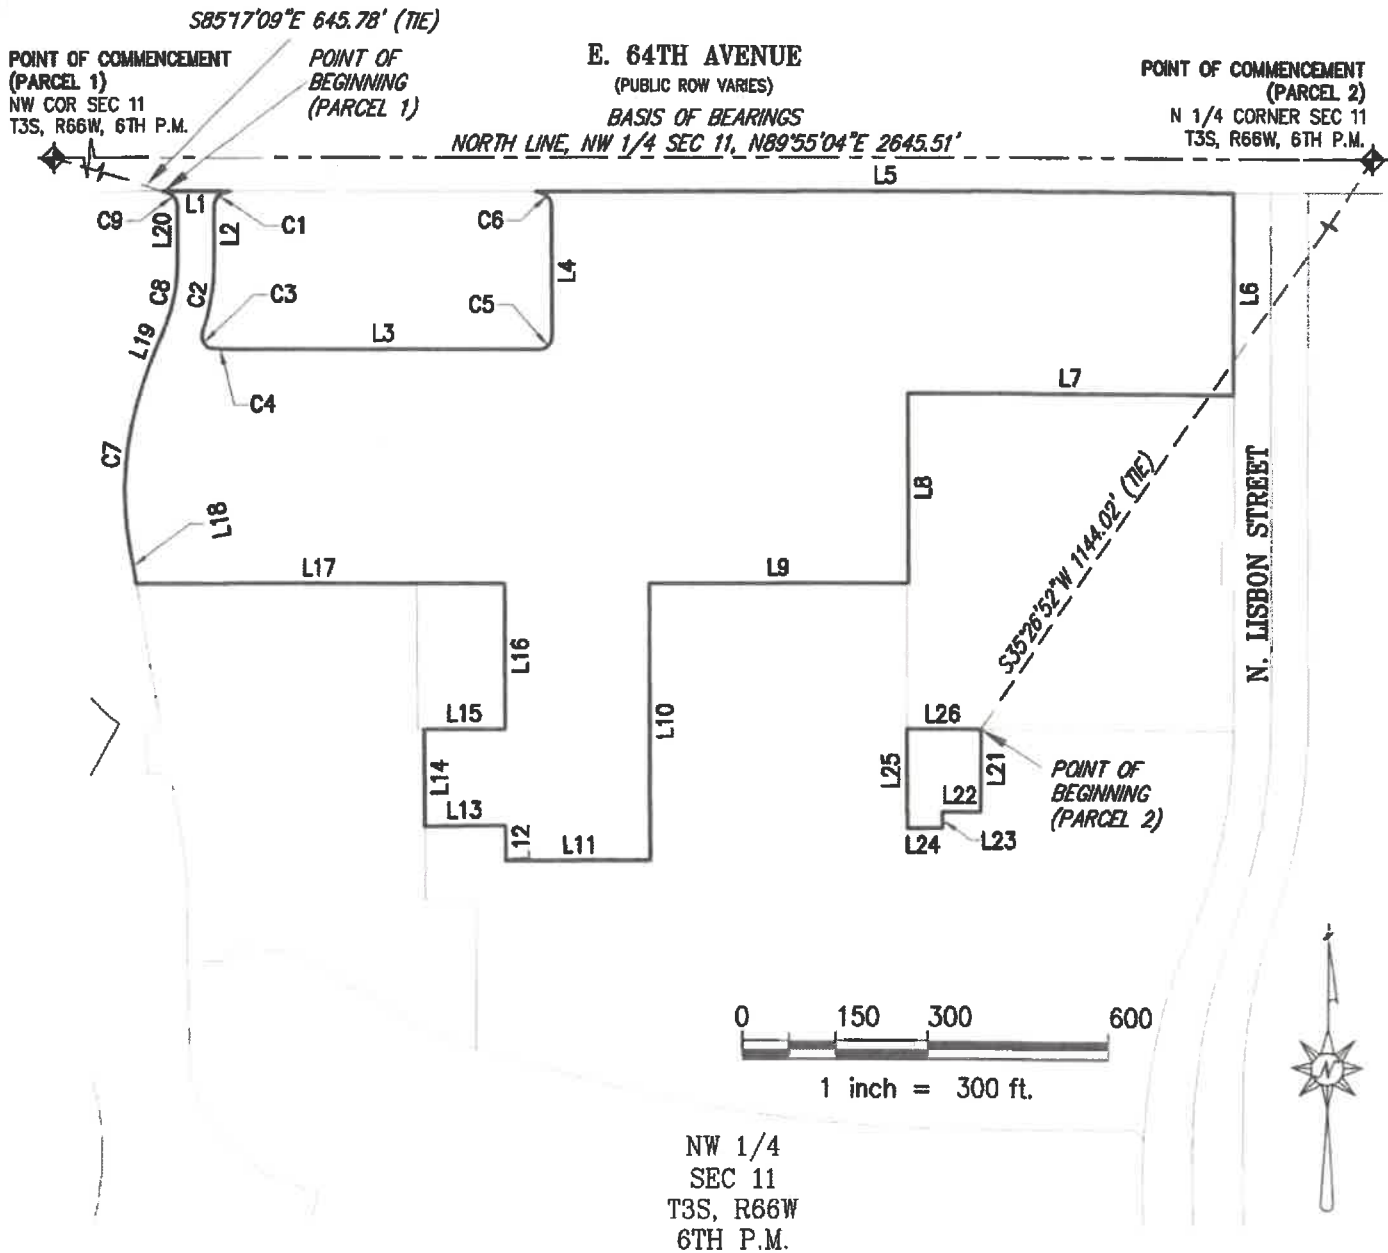 S85°17'09"E 645.78' (TIE)
POINT OF COMMENCEMENT
(PARCEL 1)
NW COR SEC 11
T3S, R66W, 6TH P.M.
POINT OF
BEGINNING
(PARCEL 1)
E. 64TH AVENUE
(PUBLIC ROW VARIES)
BASIS OF BEARINGS
NORTH LINE, NW 1/4 SEC 11, N89°55'04"E 2645.51'
POINT OF COMMENCEMENT
(PARCEL 2)
N 1/4 CORNER SEC 11
T3S, R66W, 6TH P.M.
L5
C9
L1
C1
C6
L20
L2
L4
L6
C8
C2
C3
C5
L19
L3
L7
C4
C7
L8
L18
S35°26'52"W 1144.02' (TIE)
N. LISBON STREET
L17
L9
L16
L10
L15
L26
L14
L25
L21
L22
POINT OF
BEGINNING
(PARCEL 2)
L13
L12
L11
L24
L23
0 150 300 600
1 inch = 300 ft.
N
NW 1/4
SEC 11
T3S, R66W
6TH P.M.